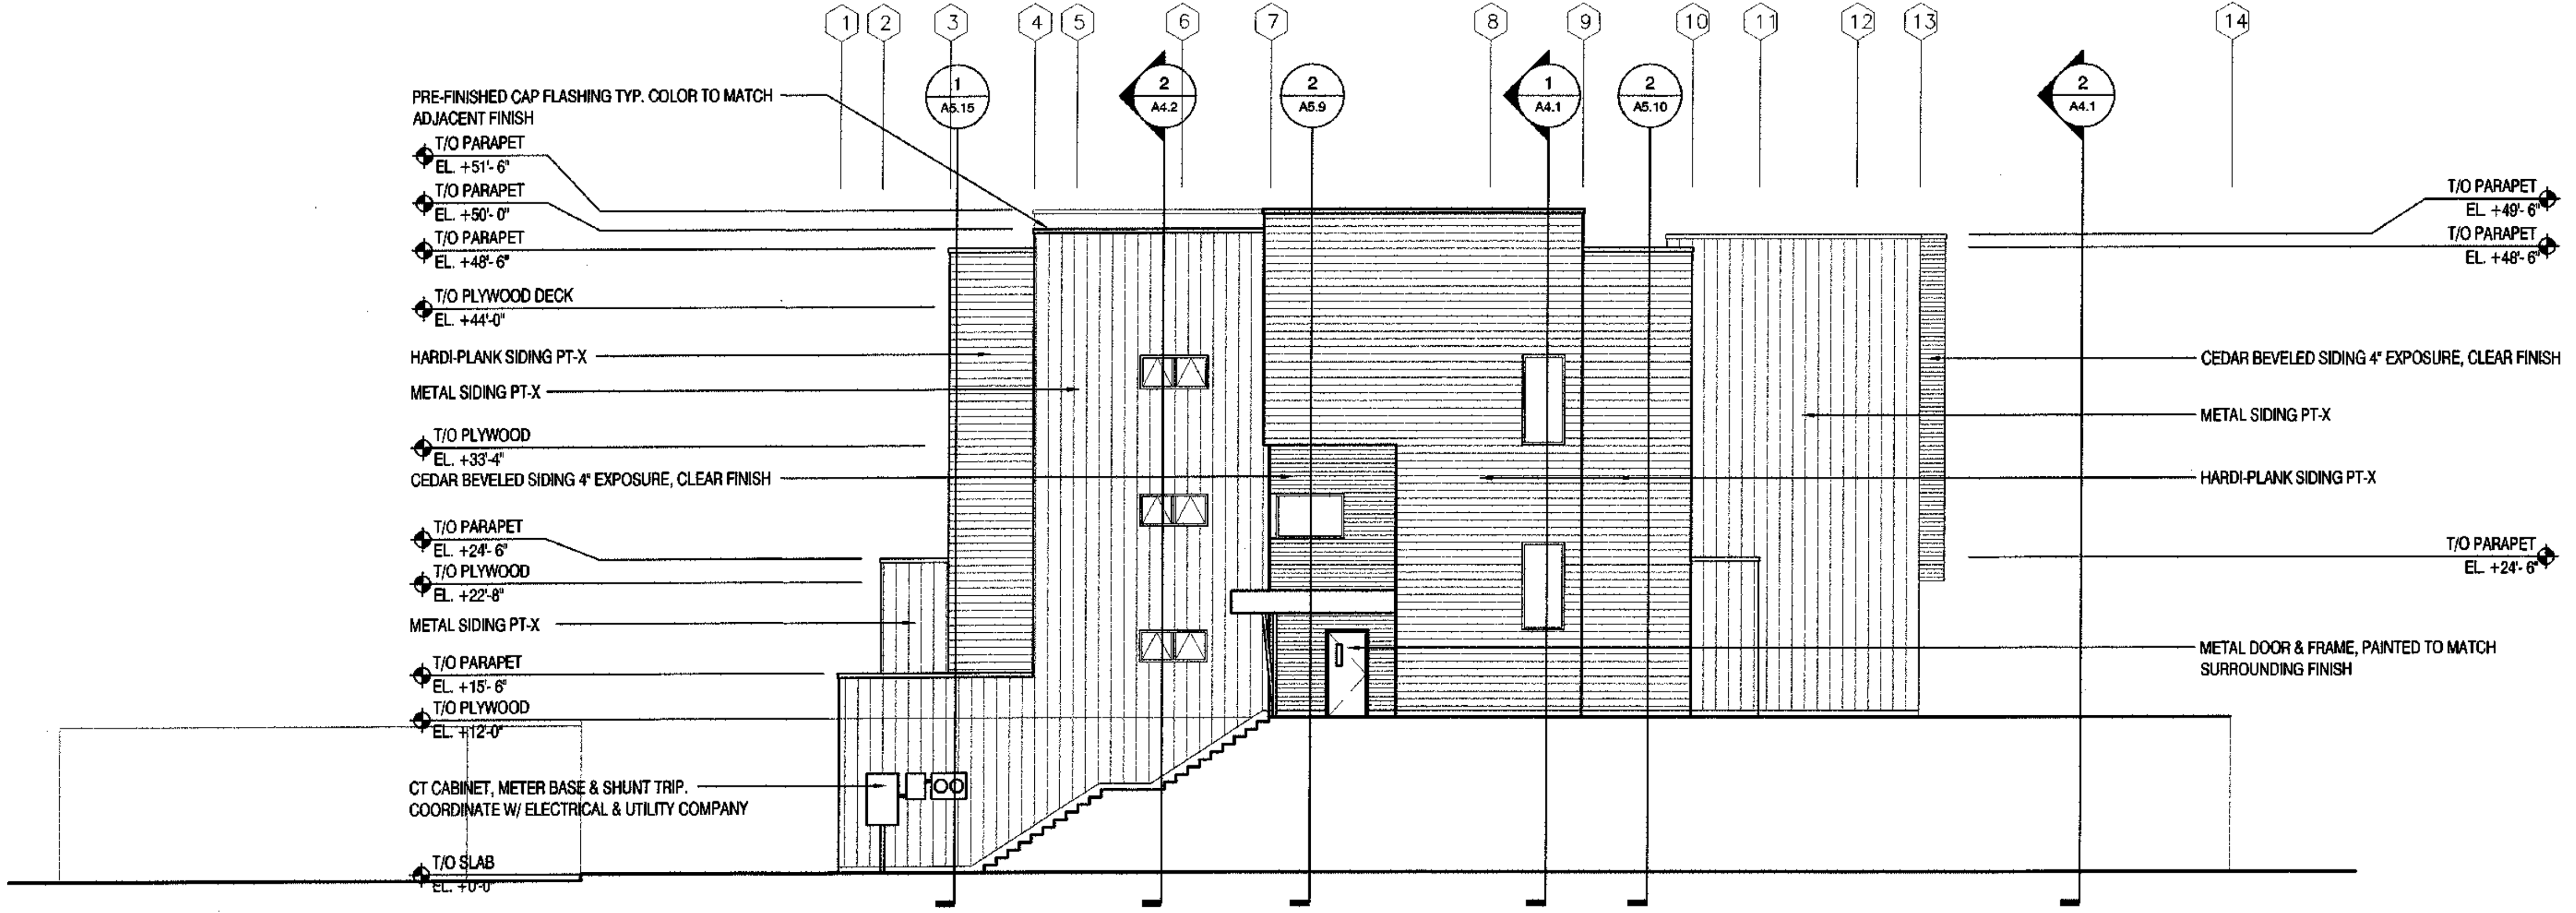 1 2 3 4 5 6 7 8 9 10 11 12 13 14
1
A5.15
2
A4.2
2
A5.9
1
A4.1
2
A5.10
2
A4.1
PRE-FINISHED CAP FLASHING TYP. COLOR TO MATCH
ADJACENT FINISH
T/O PARAPET
EL. +51'-6"
T/O PARAPET
EL. +50'-0"
T/O PARAPET
EL. +48'-6"
T/O PLYWOOD DECK
EL. +44'-0"
HARDI-PLANK SIDING PT-X
METAL SIDING PT-X
T/O PLYWOOD
EL. +33'-4"
CEDAR BEVELED SIDING 4" EXPOSURE, CLEAR FINISH
T/O PARAPET
EL. +24'-6"
T/O PLYWOOD
EL. +22'-8"
METAL SIDING PT-X
T/O PARAPET
EL. +15'-6"
T/O PLYWOOD
EL. +12'-0"
CT CABINET, METER BASE & SHUNT TRIP.
COORDINATE W/ ELECTRICAL & UTILITY COMPANY
T/O SLAB
EL. +0'-0"
T/O PARAPET
EL. +49'-6"
T/O PARAPET
EL. +48'-6"
CEDAR BEVELED SIDING 4" EXPOSURE, CLEAR FINISH
METAL SIDING PT-X
HARDI-PLANK SIDING PT-X
T/O PARAPET
EL. +24'-6"
METAL DOOR & FRAME, PAINTED TO MATCH
SURROUNDING FINISH